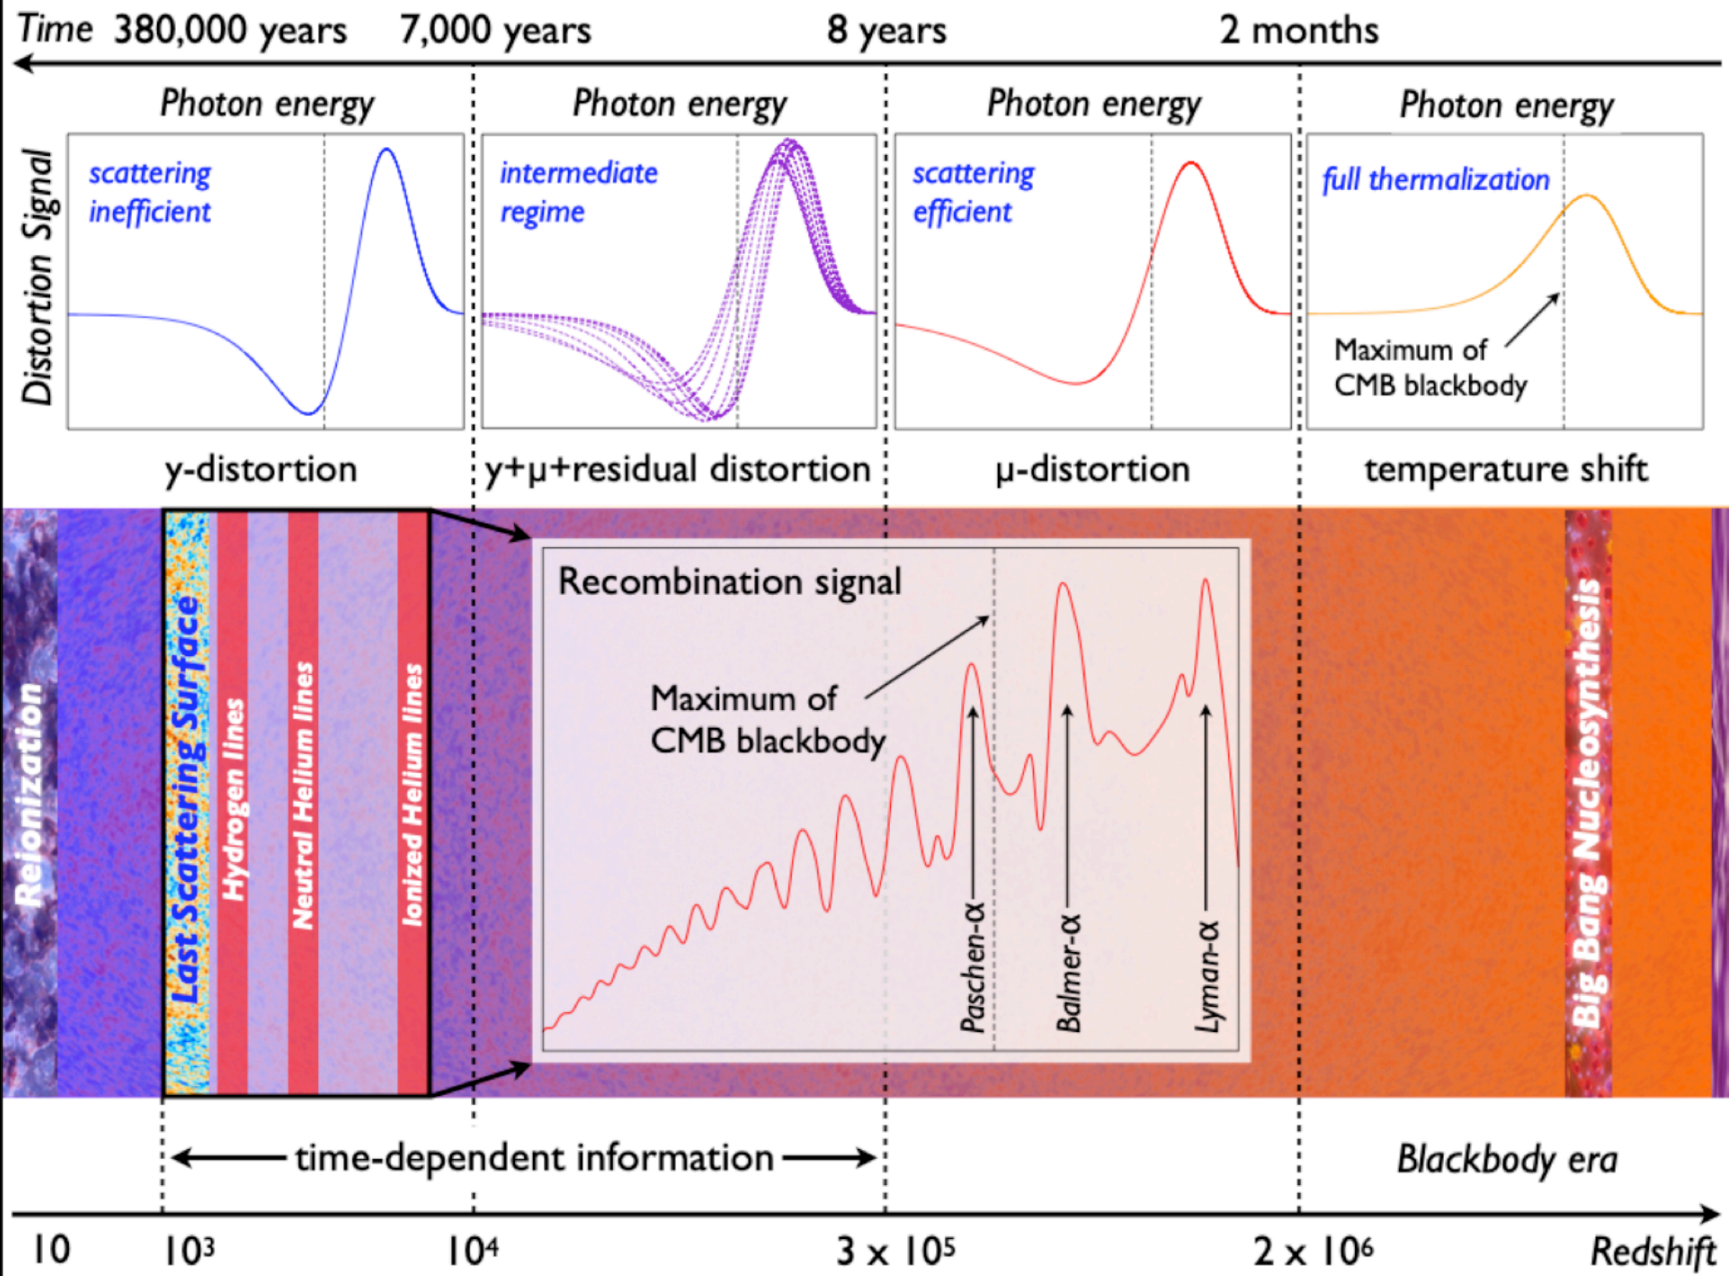 Time 380,000 years 7,000 years 8 years 2 months
Photon energy Photon energy Photon energy Photon energy
Distortion Signal
scattering
inefficient
intermediate
regime
scattering
efficient
full thermalization
Maximum of
CMB blackbody
y-distortion y+μ+residual distortion μ-distortion temperature shift
Reionization
Last Scattering Surface
Hydrogen lines
Neutral Helium lines
Ionized Helium lines
Recombination signal
Maximum of
CMB blackbody
Paschen-α
Balmer-α
Lyman-α
Big Bang Nucleosynthesis
time-dependent information
Blackbody era
10 10³ 10⁴ 3 x 10⁵ 2 x 10⁶ Redshift